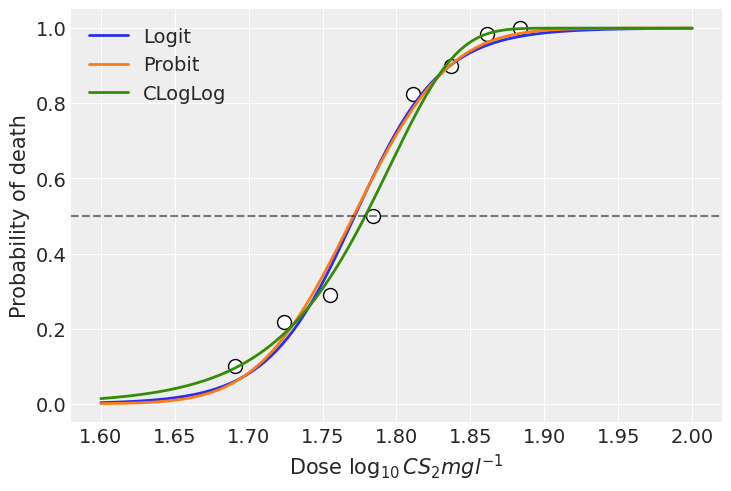 1.0
0.8
0.6
0.4
0.2
0.0
Probability of death
Logit
Probit
CLogLog
1.60 1.65 1.70 1.75 1.80 1.85 1.90 1.95 2.00
Dose log₁₀ CS₂mgl⁻¹